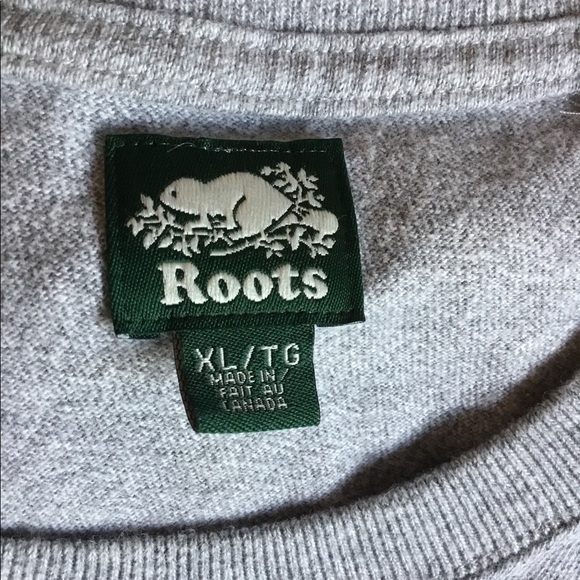 Roots
XL/TG
MADE IN/
FAIT AU
CANADA